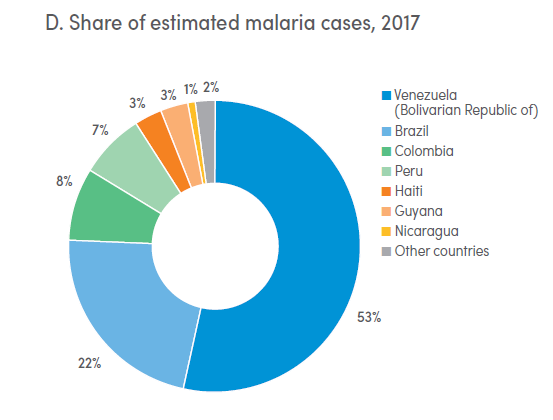 D. Share of estimated malaria cases, 2017
3%
3%
1%
2%
7%
8%
22%
53%
Venezuela
(Bolivarian Republic of)
Brazil
Colombia
Peru
Haiti
Guyana
Nicaragua
Other countries